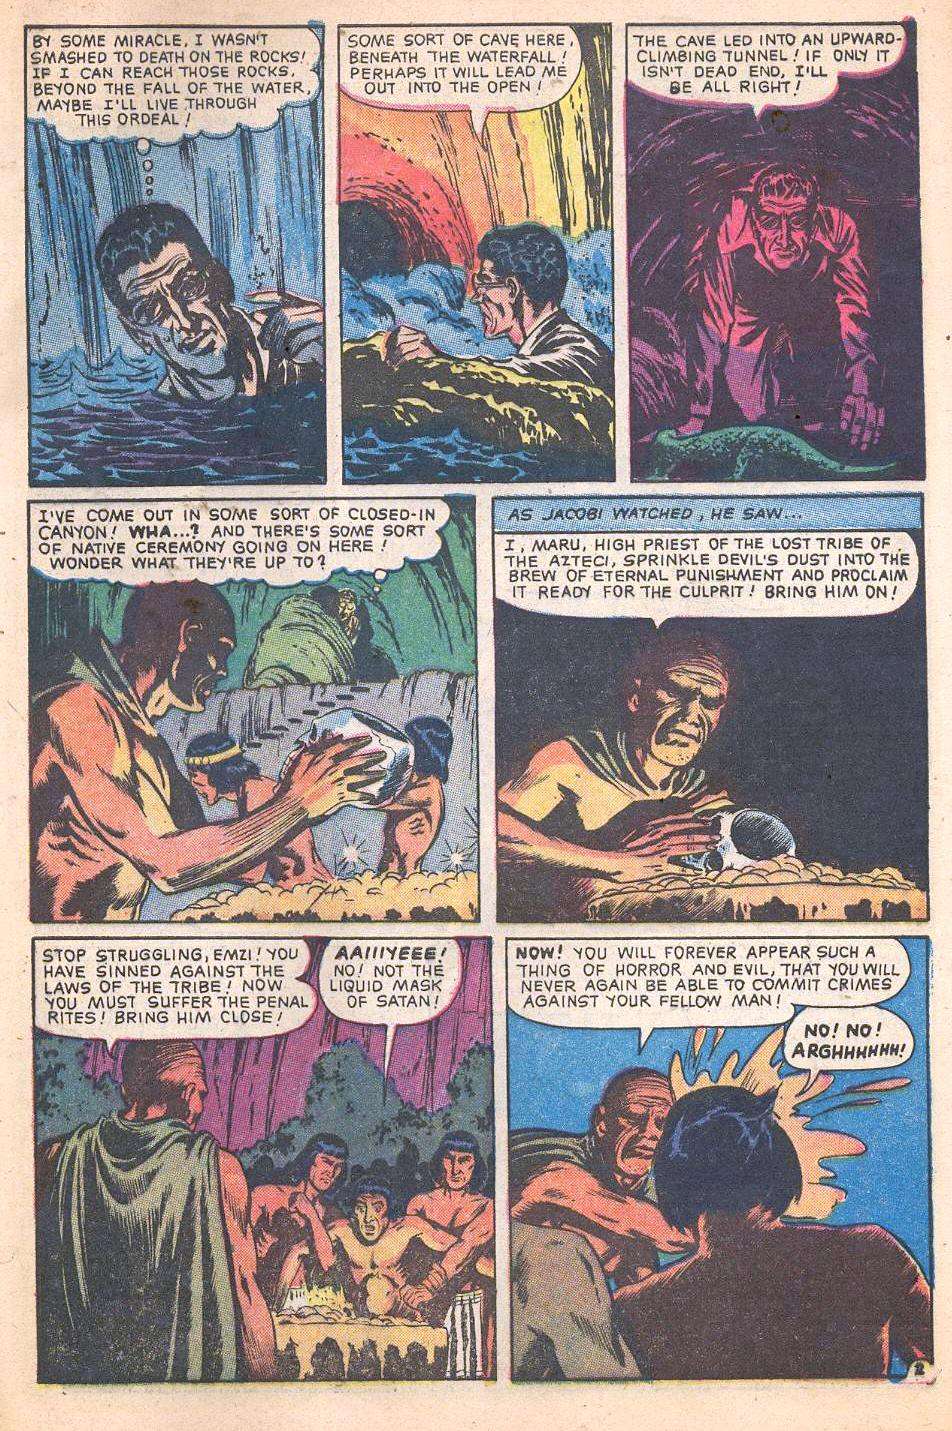 BY SOME MIRACLE, I WASN'T
SMASHED TO DEATH ON THE ROCKS!
IF I CAN REACH THOSE ROCKS,
BEYOND THE FALL OF THE WATER,
MAYBE I'LL LIVE THROUGH
THIS ORDEAL!
SOME SORT OF CAVE HERE,
BENEATH THE WATERFALL!
PERHAPS IT WILL LEAD ME
OUT INTO THE OPEN!
THE CAVE LED INTO AN UPWARD-
CLIMBING TUNNEL! IF ONLY IT
ISN'T DEAD END, I'LL
BE ALL RIGHT!
I'VE COME OUT IN SOME SORT OF CLOSED-IN
CANYON! WHA...? AND THERE'S SOME SORT
OF NATIVE CEREMONY GOING ON HERE!
WONDER WHAT THEY'RE UP TO?
AS JACOBI WATCHED, HE SAW...
I, MARU, HIGH PRIEST OF THE LOST TRIBE OF
THE AZTECI, SPRINKLE DEVIL'S DUST INTO THE
BREW OF ETERNAL PUNISHMENT AND PROCLAIM
IT READY FOR THE CULPRIT! BRING HIM ON!
STOP STRUGGLING, EMZI! YOU
HAVE SINNED AGAINST THE
LAWS OF THE TRIBE! NOW
YOU MUST SUFFER THE PENAL
RITES! BRING HIM CLOSE!
AAIIIYEEE!
NO! NOT THE
LIQUID MASK
OF SATAN!
NOW! YOU WILL FOREVER APPEAR SUCH A
THING OF HORROR AND EVIL, THAT YOU WILL
NEVER AGAIN BE ABLE TO COMMIT CRIMES
AGAINST YOUR FELLOW MAN!
NO! NO!
ARGHHHHHH!
2